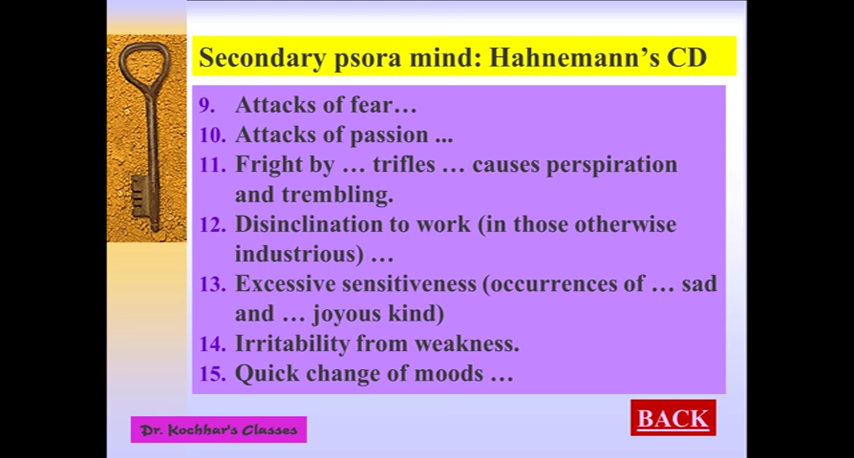 Secondary psora mind: Hahnemann's CD
9. Attacks of fear…
10. Attacks of passion ...
11. Fright by … trifles … causes perspiration
and trembling.
12. Disinclination to work (in those otherwise
industrious) …
13. Excessive sensitiveness (occurrences of … sad
and … joyous kind)
14. Irritability from weakness.
15. Quick change of moods …
BACK
Dr. Kochhar's Classes